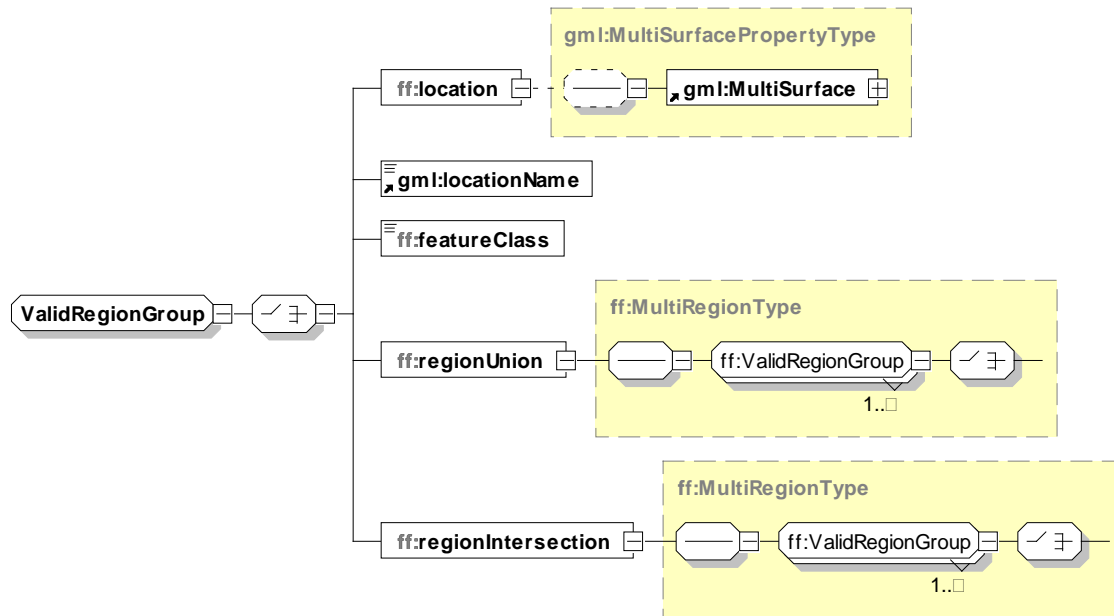 gml:MultiSurfacePropertyType
ff:location
gml:MultiSurface
gml:locationName
ff:featureClass
ValidRegionGroup
ff:MultiRegionType
ff:regionUnion
ff:ValidRegionGroup
1..□
ff:MultiRegionType
ff:regionIntersection
ff:ValidRegionGroup
1..□